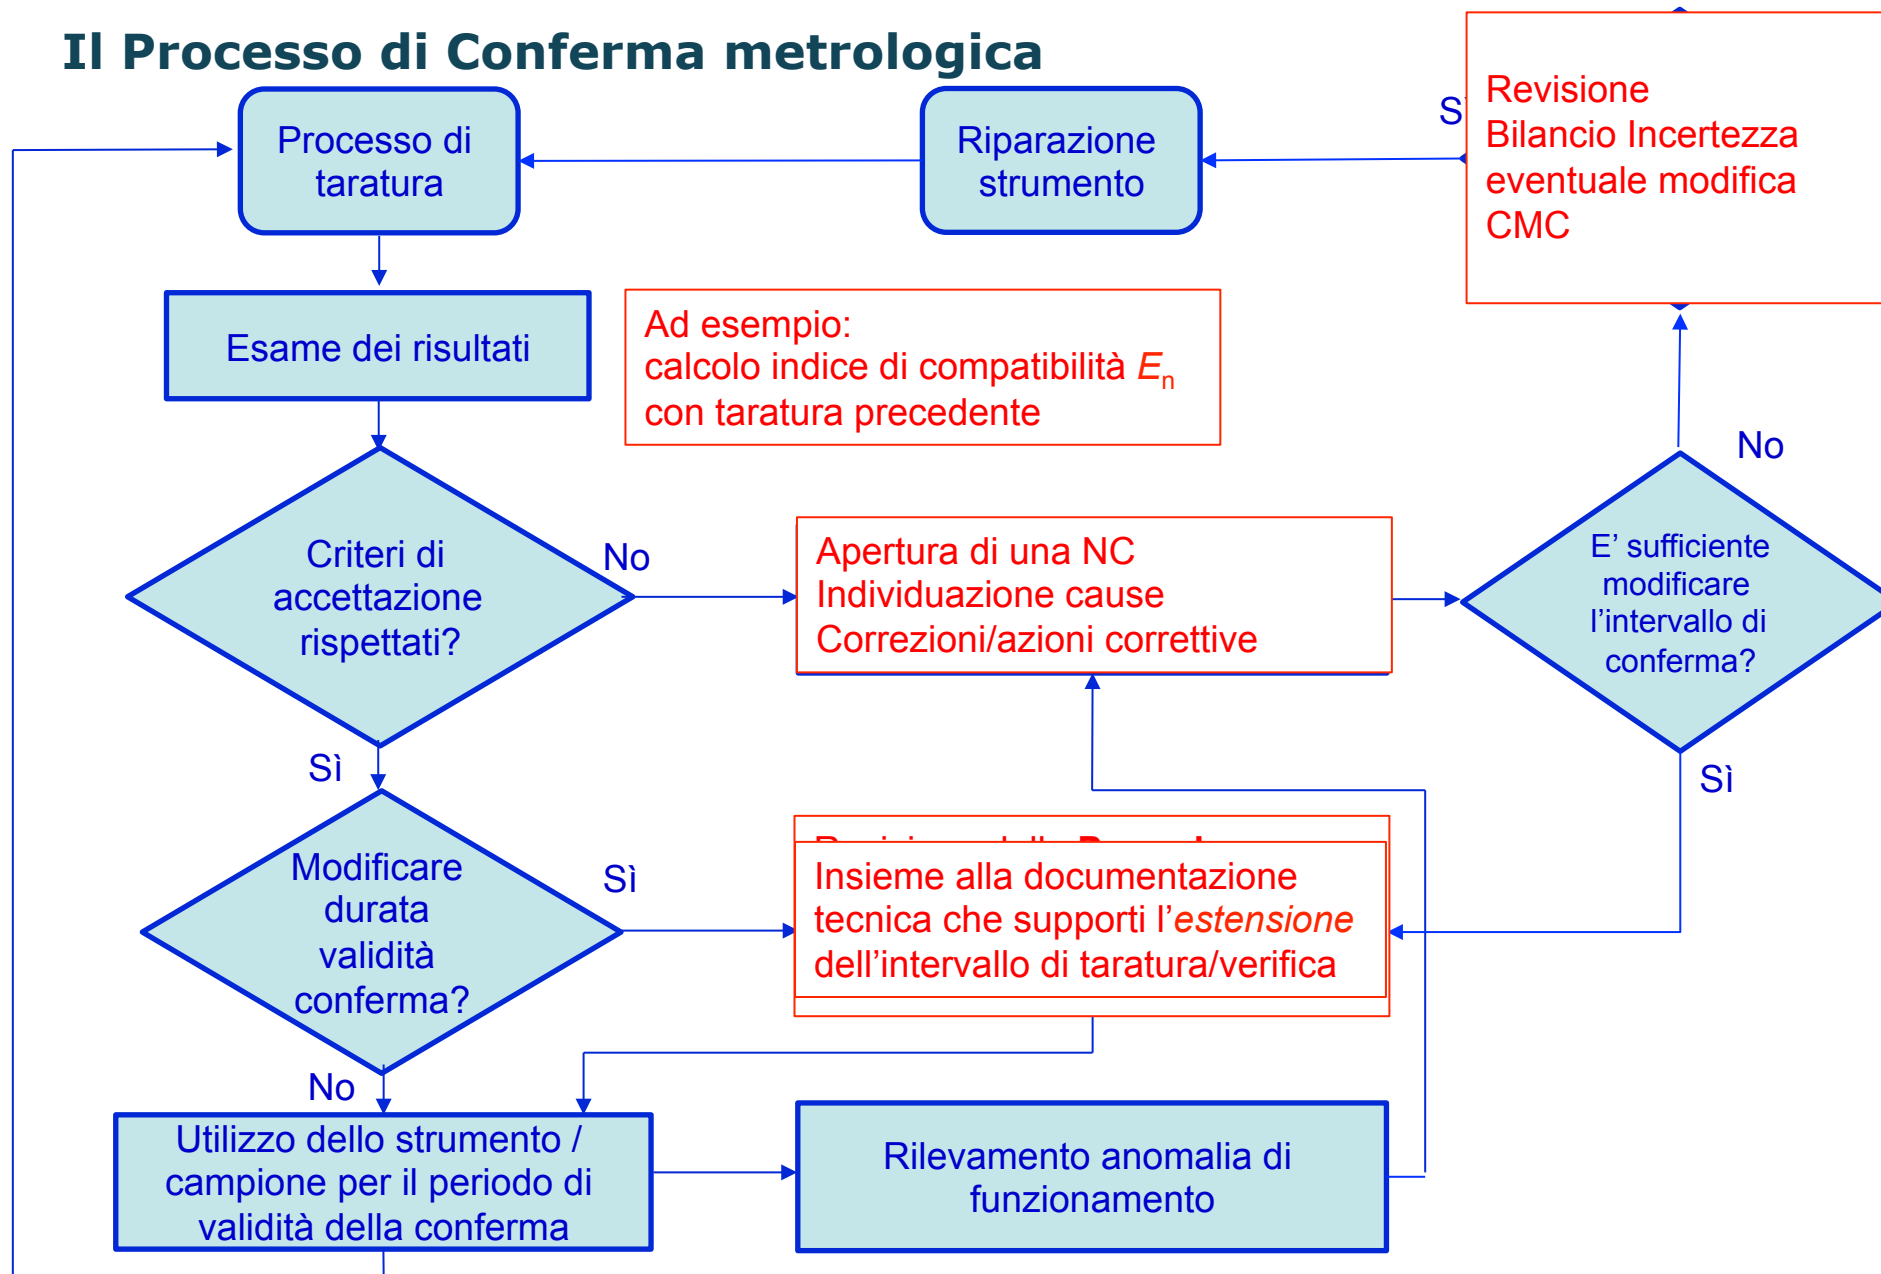 Il Processo di Conferma metrologica
Processo di
taratura
Riparazione
strumento
Revisione
Bilancio Incertezza
eventuale modifica
CMC
Esame dei risultati
Ad esempio:
calcolo indice di compatibilità En
con taratura precedente
No
Criteri di
accettazione
rispettati?
No
Apertura di una NC
Individuazione cause
Correzioni/azioni correttive
E’ sufficiente
modificare
l’intervallo di
conferma?
Sì
Sì
Modificare
durata
validità
conferma?
Sì
Insieme alla documentazione
tecnica che supporti l’estensione
dell’intervallo di taratura/verifica
No
Utilizzo dello strumento /
campione per il periodo di
validità della conferma
Rilevamento anomalia di
funzionamento